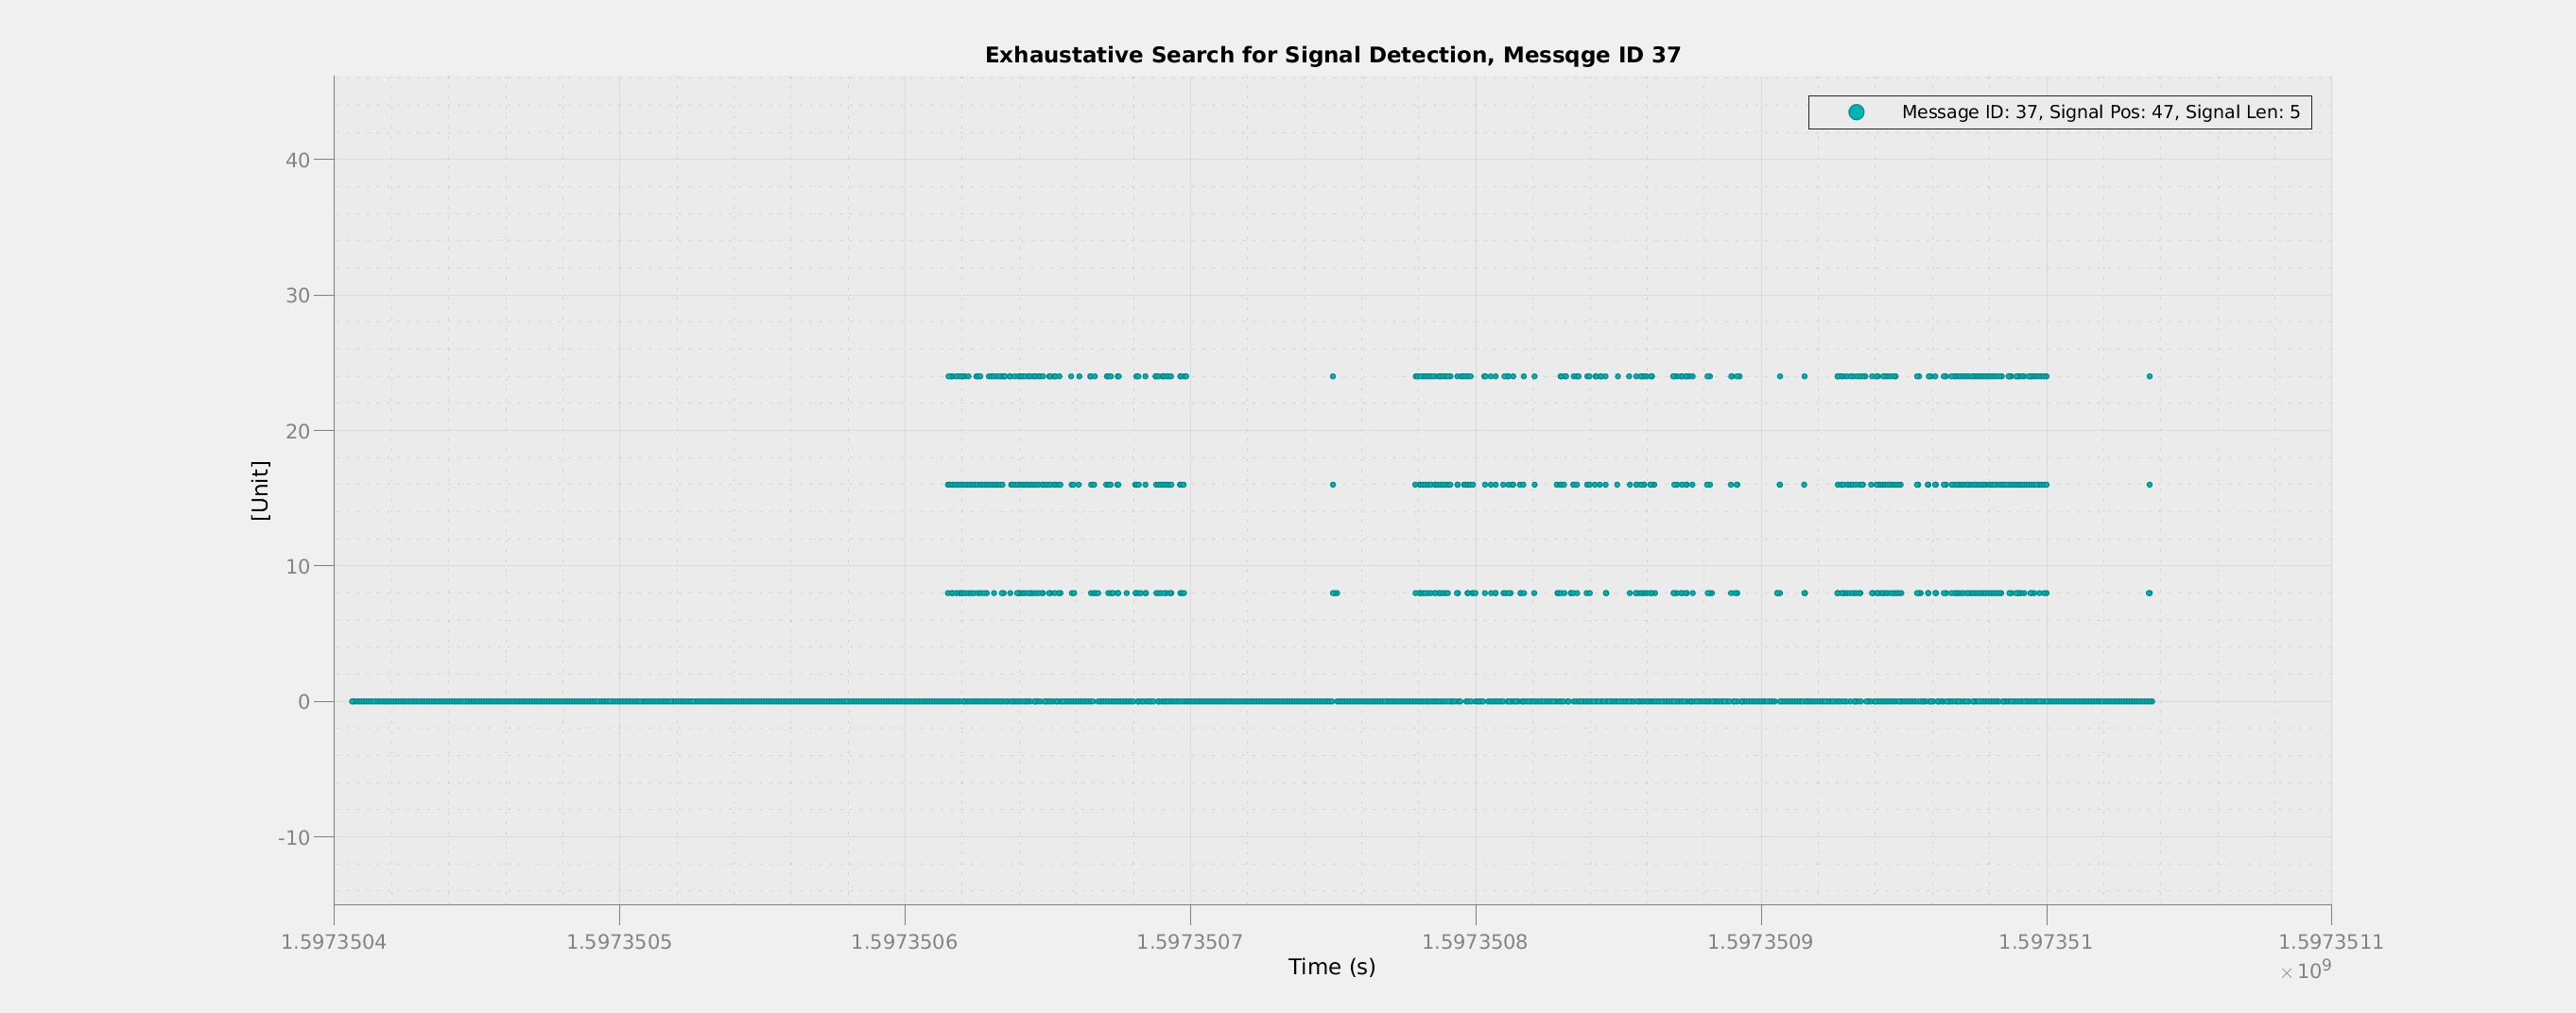 Exhaustative Search for Signal Detection, Messqge ID 37
Message ID: 37, Signal Pos: 47, Signal Len: 5
40
30
20
10
0
-10
[Unit]
1.5973504 1.5973505 1.5973506 1.5973507 1.5973508 1.5973509 1.597351 1.5973511
Time (s)
× 10⁹